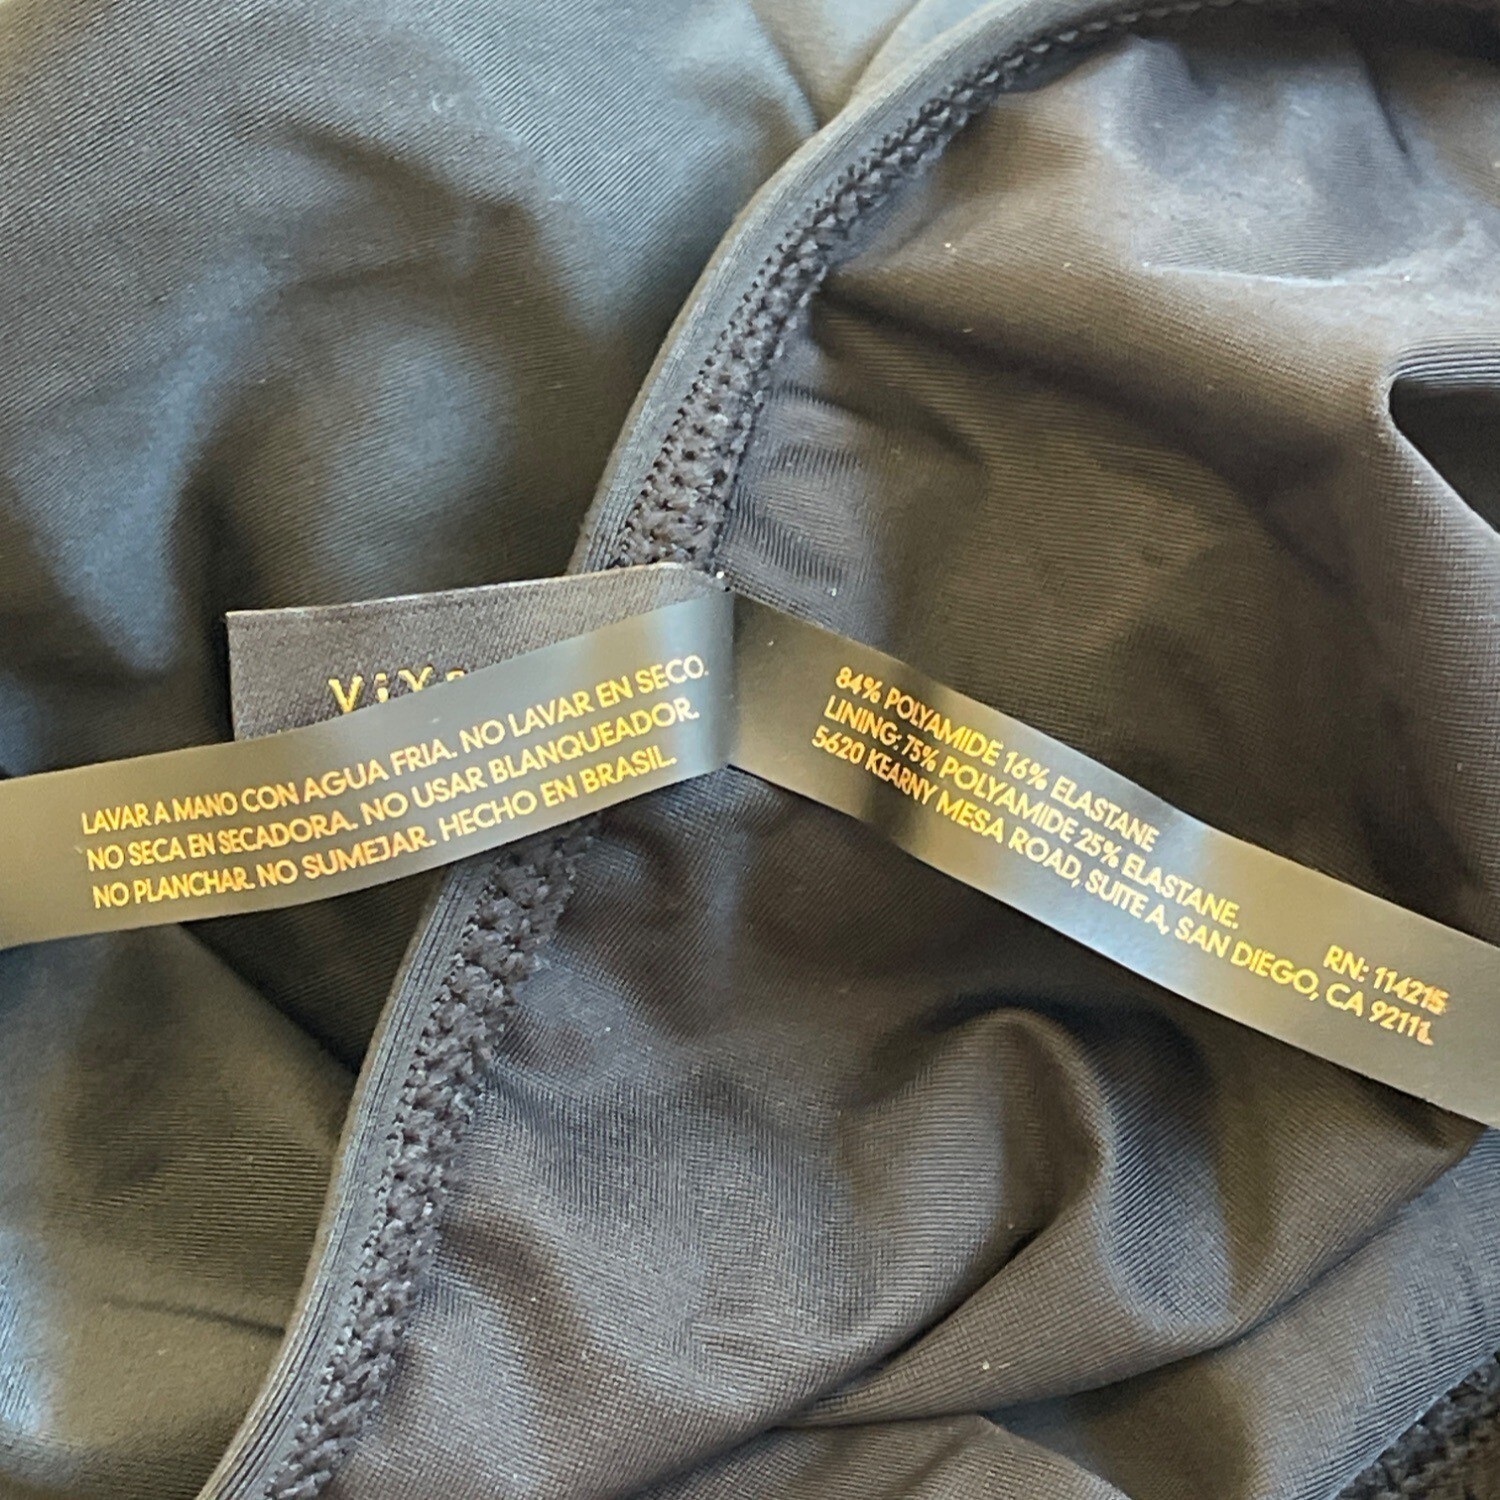 ViX
LAVAR A MANO CON AGUA FRIA. NO LAVAR EN SECO.
NO SECA EN SECADORA. NO USAR BLANQUEADOR.
NO PLANCHAR. NO SUMEJAR. HECHO EN BRASIL.
84% POLYAMIDE 16% ELASTANE
LINING: 75% POLYAMIDE 25% ELASTANE.
RN: 114215
5620 KEARNY MESA ROAD, SUITE A, SAN DIEGO, CA 92111.